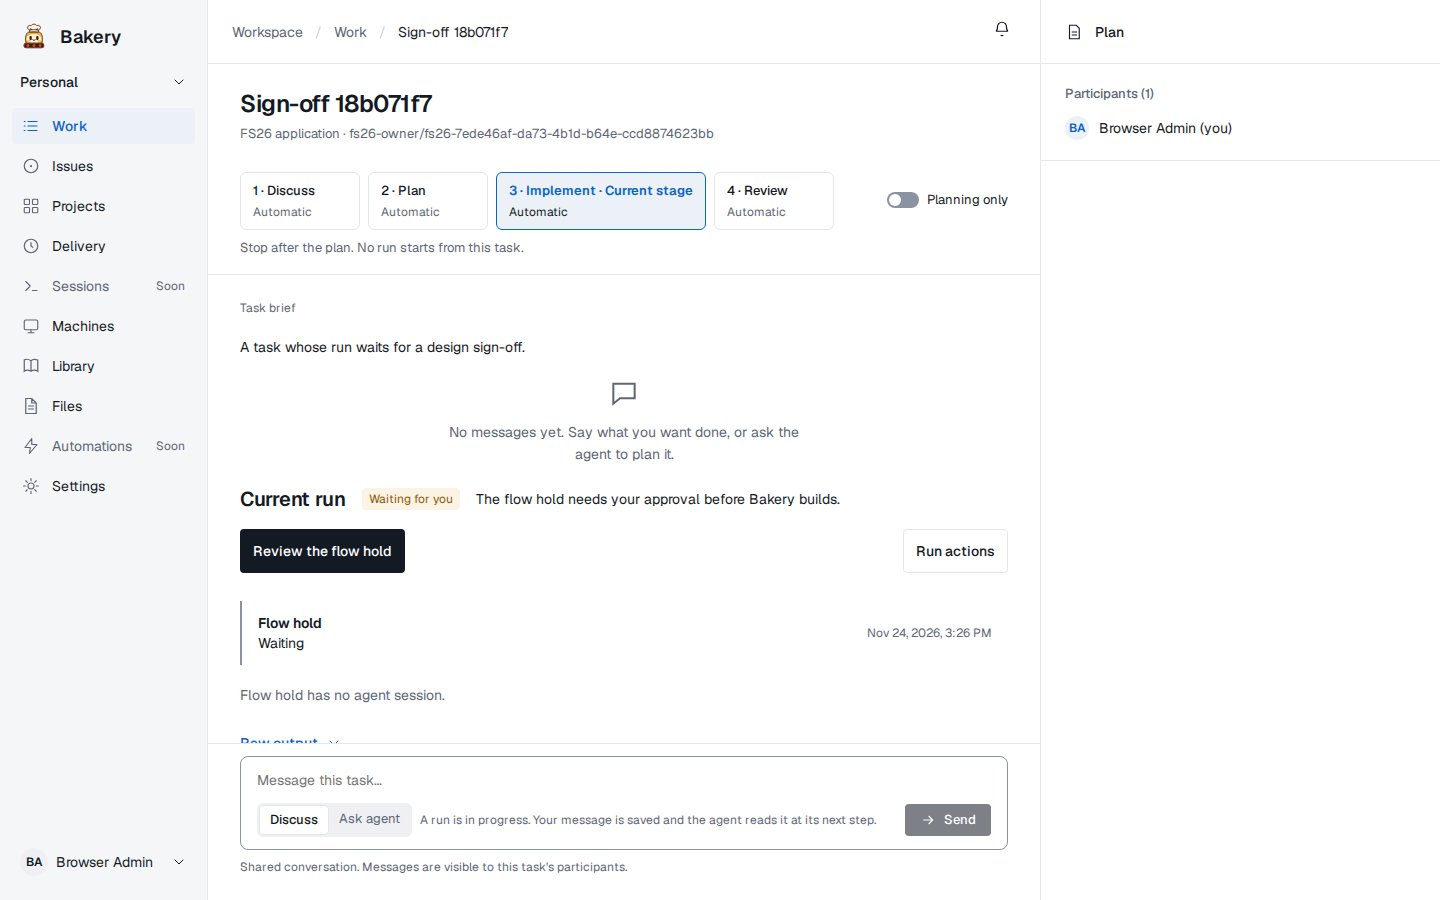 Bakery
Personal
Work
Issues
Projects
Delivery
Sessions Soon
Machines
Library
Files
Automations Soon
Settings
BA Browser Admin
Workspace / Work / Sign-off 18b071f7
Sign-off 18b071f7
FS26 application · fs26-owner/fs26-7ede46af-da73-4b1d-b64e-ccd8874623bb
1 · Discuss
Automatic
2 · Plan
Automatic
3 · Implement · Current stage
Automatic
4 · Review
Automatic
Planning only
Stop after the plan. No run starts from this task.
Task brief
A task whose run waits for a design sign-off.
No messages yet. Say what you want done, or ask the
agent to plan it.
Current run Waiting for you The flow hold needs your approval before Bakery builds.
Review the flow hold
Run actions
Flow hold
Waiting
Nov 24, 2026, 3:26 PM
Flow hold has no agent session.
Raw output
Message this task...
Discuss Ask agent A run is in progress. Your message is saved and the agent reads it at its next step. Send
Shared conversation. Messages are visible to this task's participants.
Plan
Participants (1)
BA Browser Admin (you)